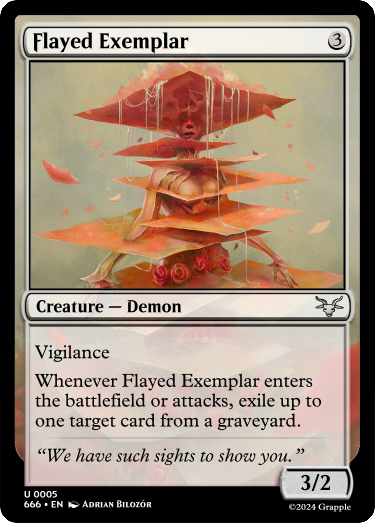 Flayed Exemplar 3
Creature — Demon
Vigilance
Whenever Flayed Exemplar enters
the battlefield or attacks, exile up to
one target card from a graveyard.
“We have such sights to show you.”
3/2
U 0005
666 • EN ADRIAN BILOZÓR
©2024 Grapple